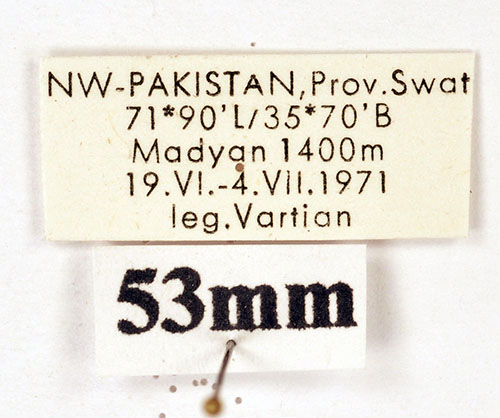 NW-PAKISTAN,Prov.Swat
71*90'L/35*70'B
Madyan 1400m
19.VI.-4.VII.1971
leg.Vartian
53mm